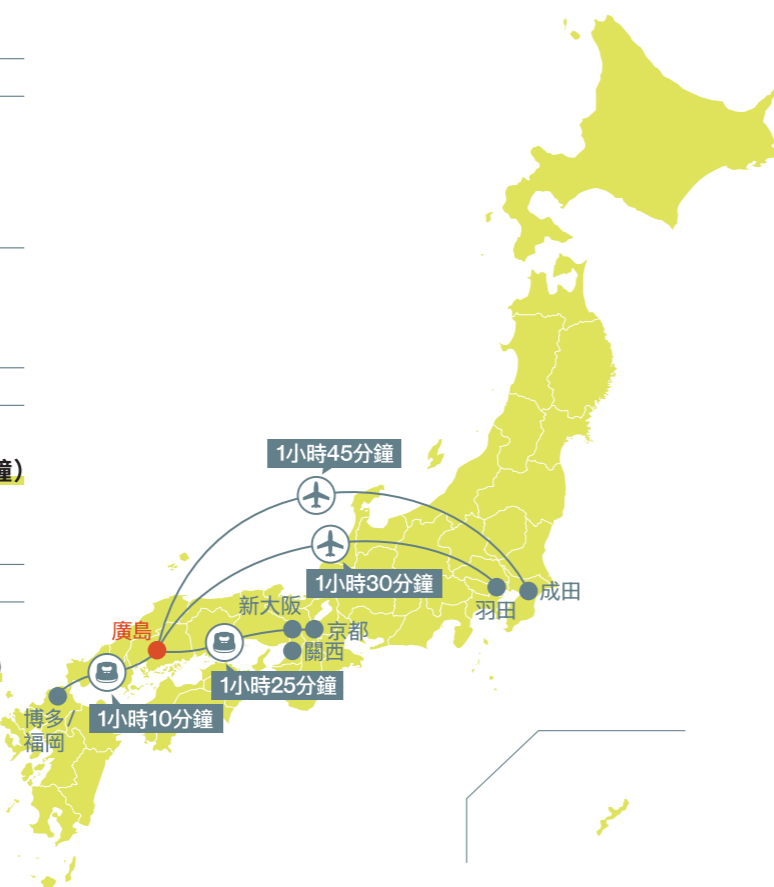 1小時45分鐘
鐘）
1小時30分鐘
成田
羽田
新大阪
廣島
京都
關西
1小時25分鐘
1小時10分鐘
博多/
福岡